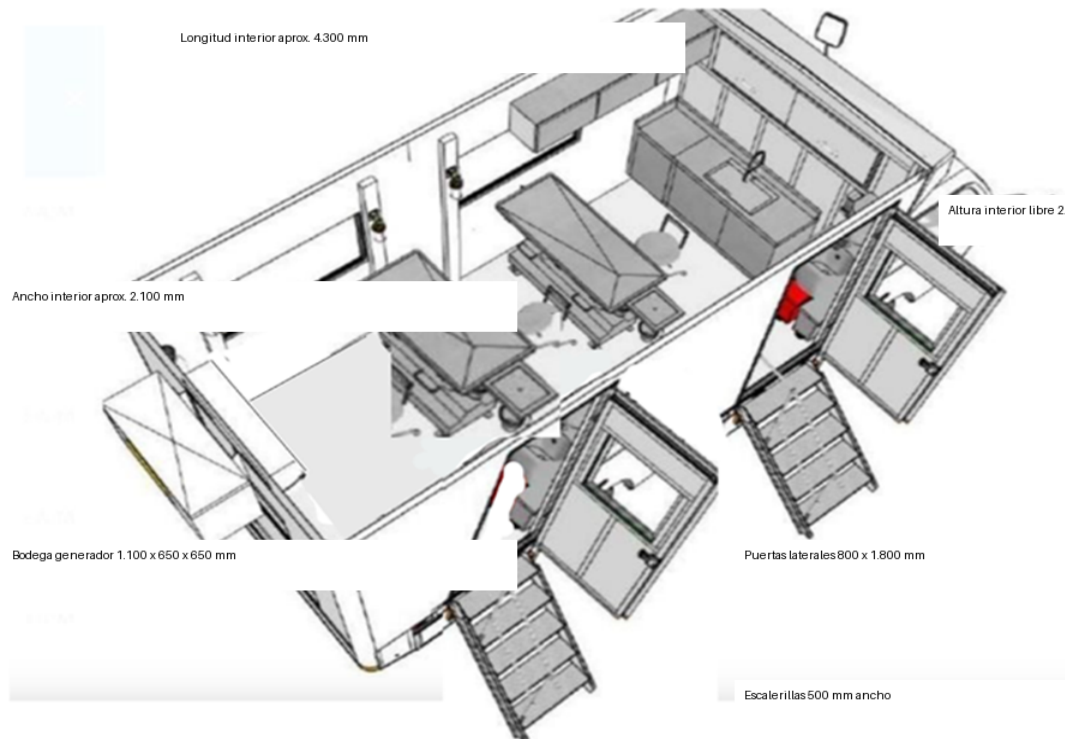 Longitud interior aprox. 4.300 mm
Altura interior libre 2.
Ancho interior aprox. 2.100 mm
Bodega generador 1.100 x 650 x 650 mm
Puertas laterales 800 x 1.800 mm
Escalerillas 500 mm ancho